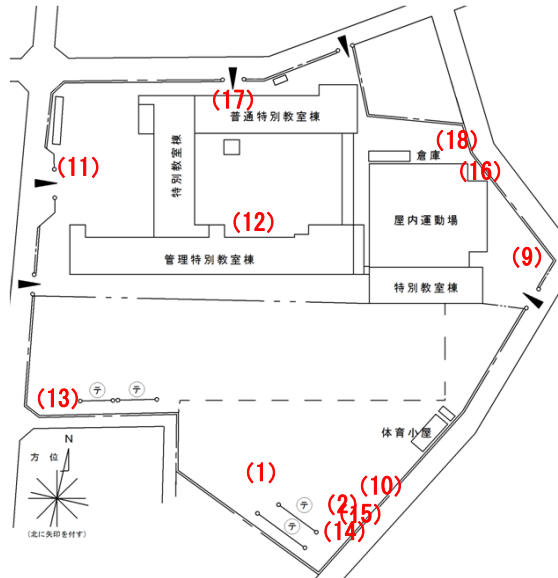 (17)
普通特別教室棟
(18)
(11)
特別教室棟
倉庫
(16)
(12)
屋内運動場
管理特別教室棟
(9)
特別教室棟
テ
テ
(13)
体育小屋
N
方位
(北に矢印を付す)
(1)
(10)
テ
(2)
(15)
テ
(14)